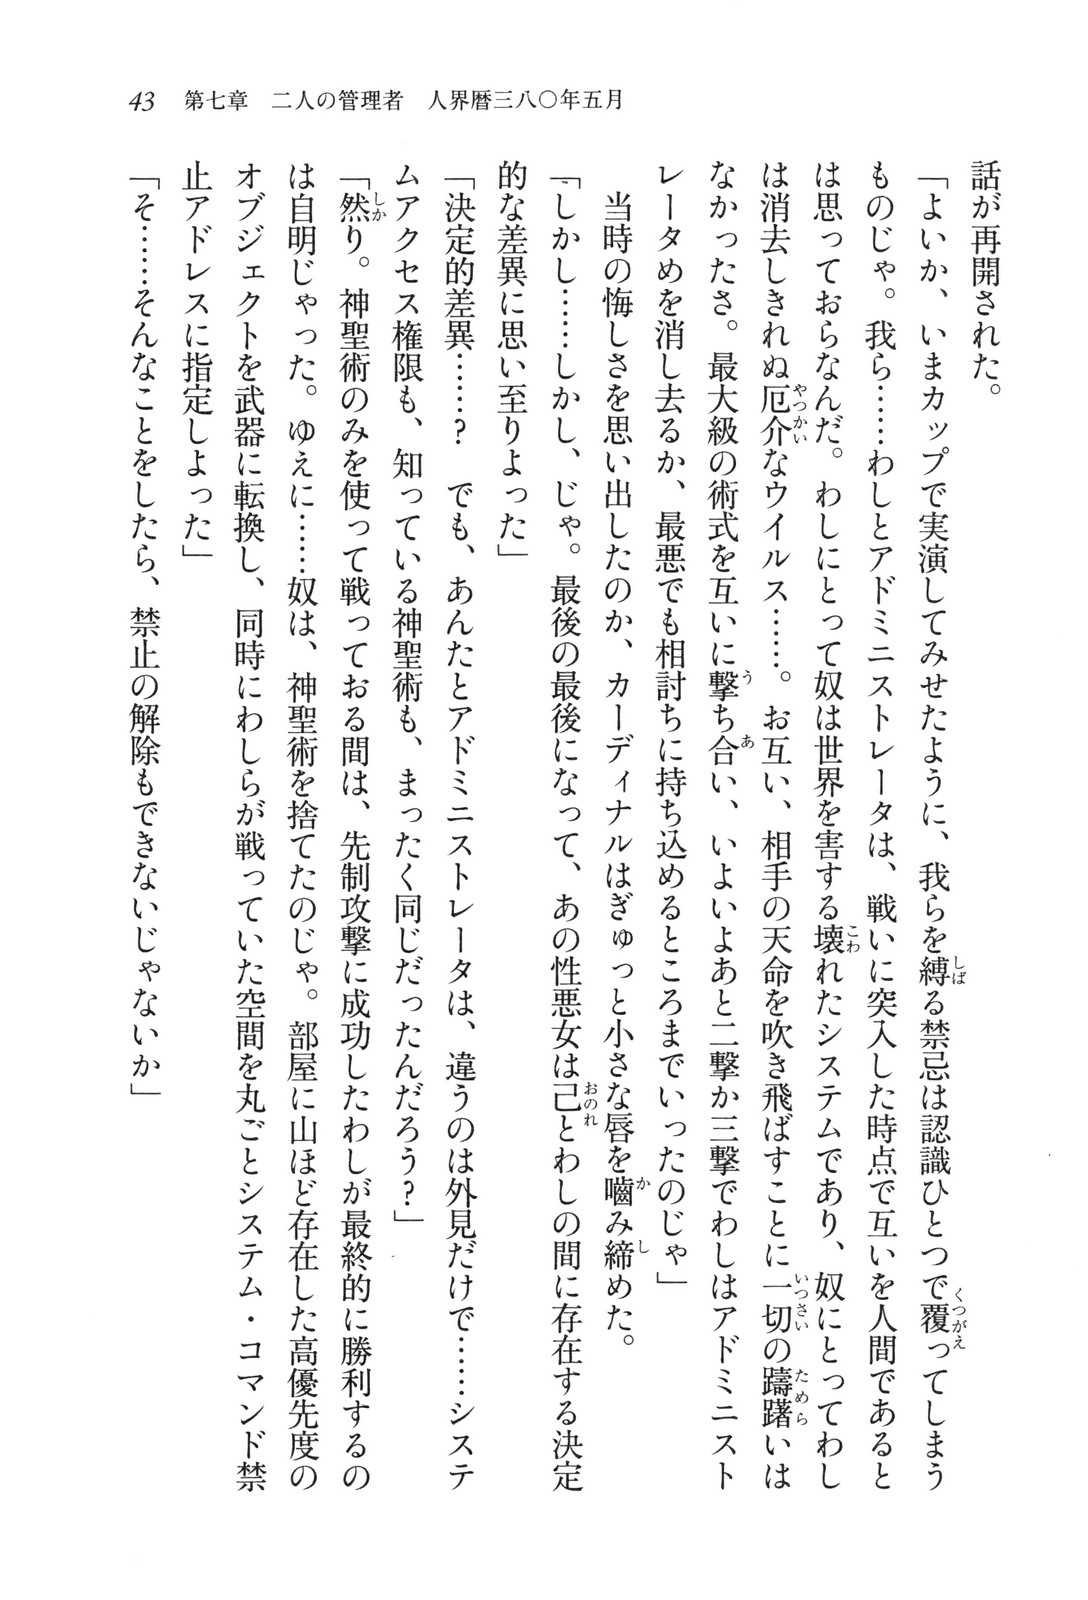 43　第七章　二人の管理者　人界暦三八〇年五月
話が再開された。
「よいか、いまカップで実演してみせたように、我らを縛る禁忌は認識ひとつで覆ってしまう
ものじゃ。我ら……わしとアドミニストレータは、戦いに突入した時点で互いを人間であると
は思っておらなんだ。わしにとって奴は世界を害する壊れたシステムであり、奴にとってわし
は消去しきれぬ厄介なウイルス……。お互い、相手の天命を吹き飛ばすことに一切の躊躇いは
なかったさ。最大級の術式を互いに撃ち合い、いよいよあと二撃か三撃でわしはアドミニスト
レータめを消し去るか、最悪でも相討ちに持ち込めるところまでいったのじゃ」
　当時の悔しさを思い出したのか、カーディナルはぎゅっと小さな唇を噛み締めた。
「しかし……しかし、じゃ。最後の最後になって、あの性悪女は己とわしの間に存在する決定
的な差異に思い至りよった」
「決定的差異……?　でも、あんたとアドミニストレータは、違うのは外見だけで……システ
ムアクセス権限も、知っている神聖術も、まったく同じだったんだろう?」
「然り。神聖術のみを使って戦っておる間は、先制攻撃に成功したわしが最終的に勝利するの
は自明じゃった。ゆえに……奴は、神聖術を捨てたのじゃ。部屋に山ほど存在した高優先度の
オブジェクトを武器に転換し、同時にわしらが戦っていた空間を丸ごとシステム・コマンド禁
止アドレスに指定しよった」
「そ……そんなことをしたら、禁止の解除もできないじゃないか」